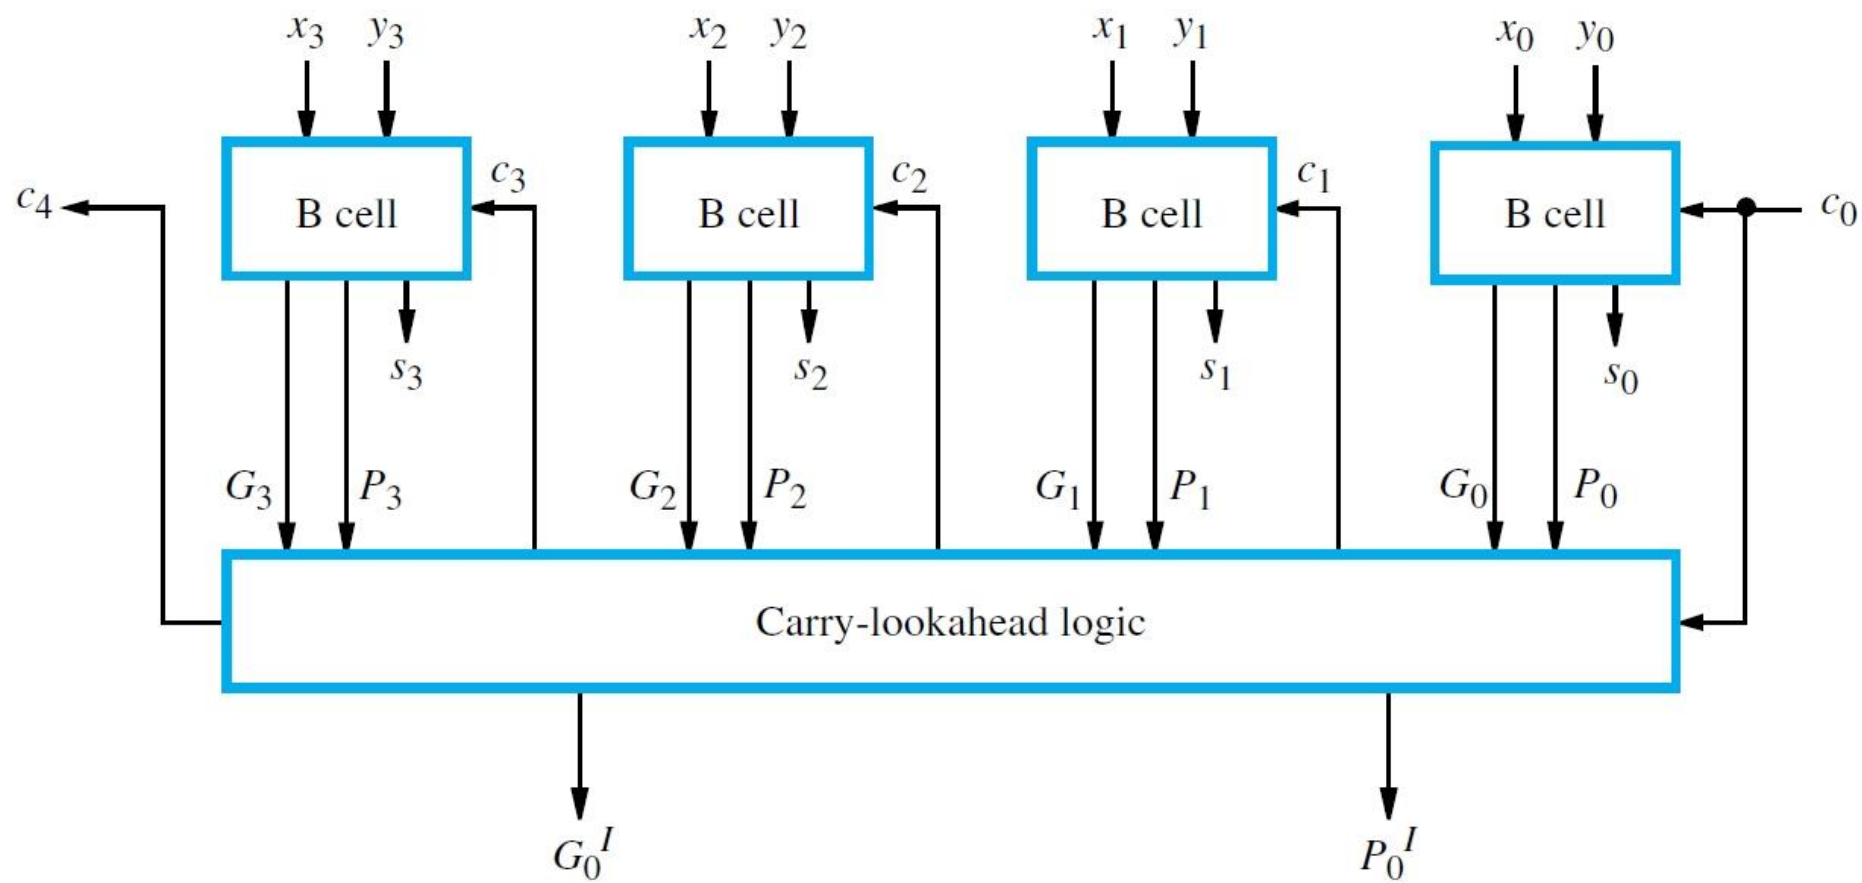 x₃ y₃ x₂ y₂ x₁ y₁ x₀ y₀
c₄ B cell c₃ B cell c₂ B cell c₁ B cell c₀
s₃ s₂ s₁ s₀
G₃ P₃ G₂ P₂ G₁ P₁ G₀ P₀
Carry-lookahead logic
G₀ᴵ P₀ᴵ